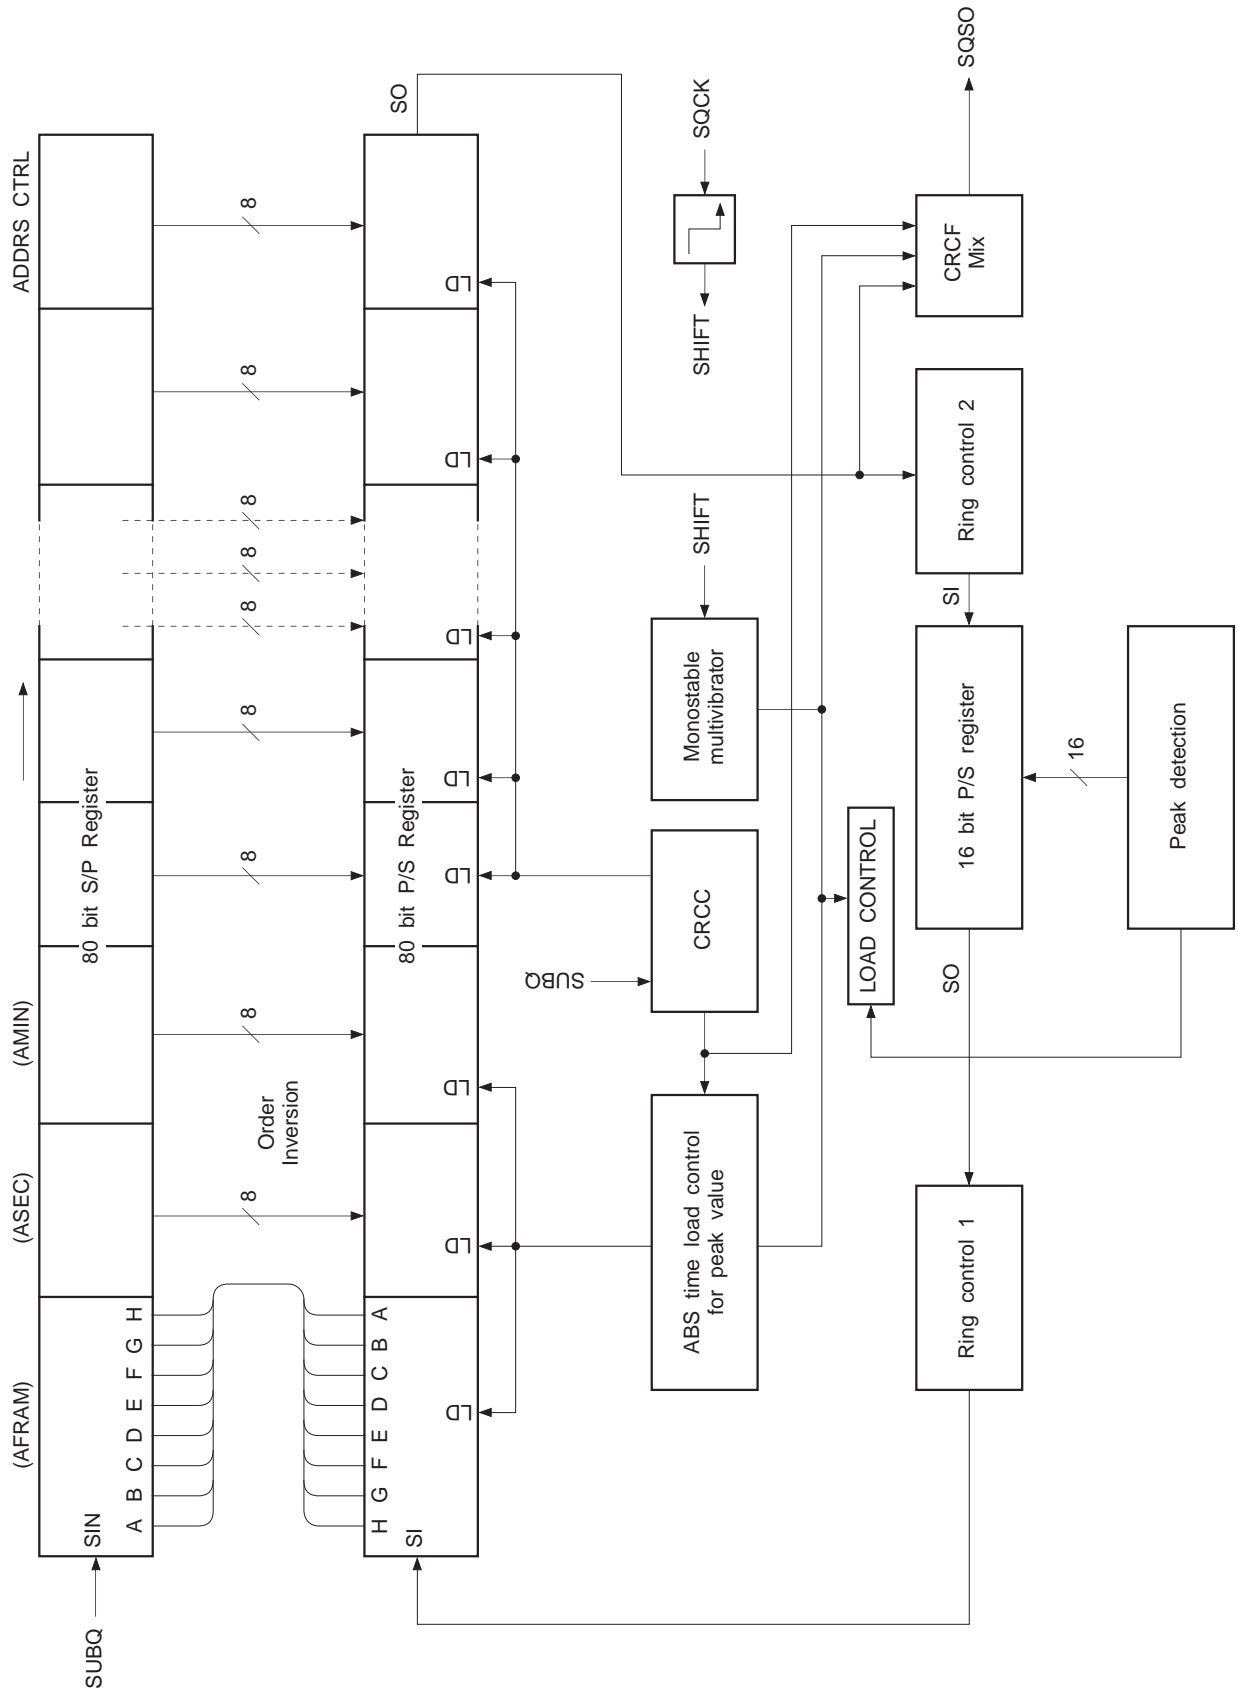 (AFRAM)
(ASEC)
(AMIN)
ADDRS CTRL
SUBQ
SIN
80 bit S/P Register
A B C D E F G H
8
8
8
8
8
8
8
8
8
Order
Inversion
H G F E D C B A
SI
80 bit P/S Register
LD
LD
LD
LD
LD
LD
LD
LD
SO
SUBQ
ABS time load control
for peak value
CRCC
Monostable
multivibrator
SHIFT
SHIFT
SQCK
LOAD CONTROL
Ring control 1
SO
16 bit P/S register
SI
Ring control 2
CRCF
Mix
SQSO
16
Peak detection